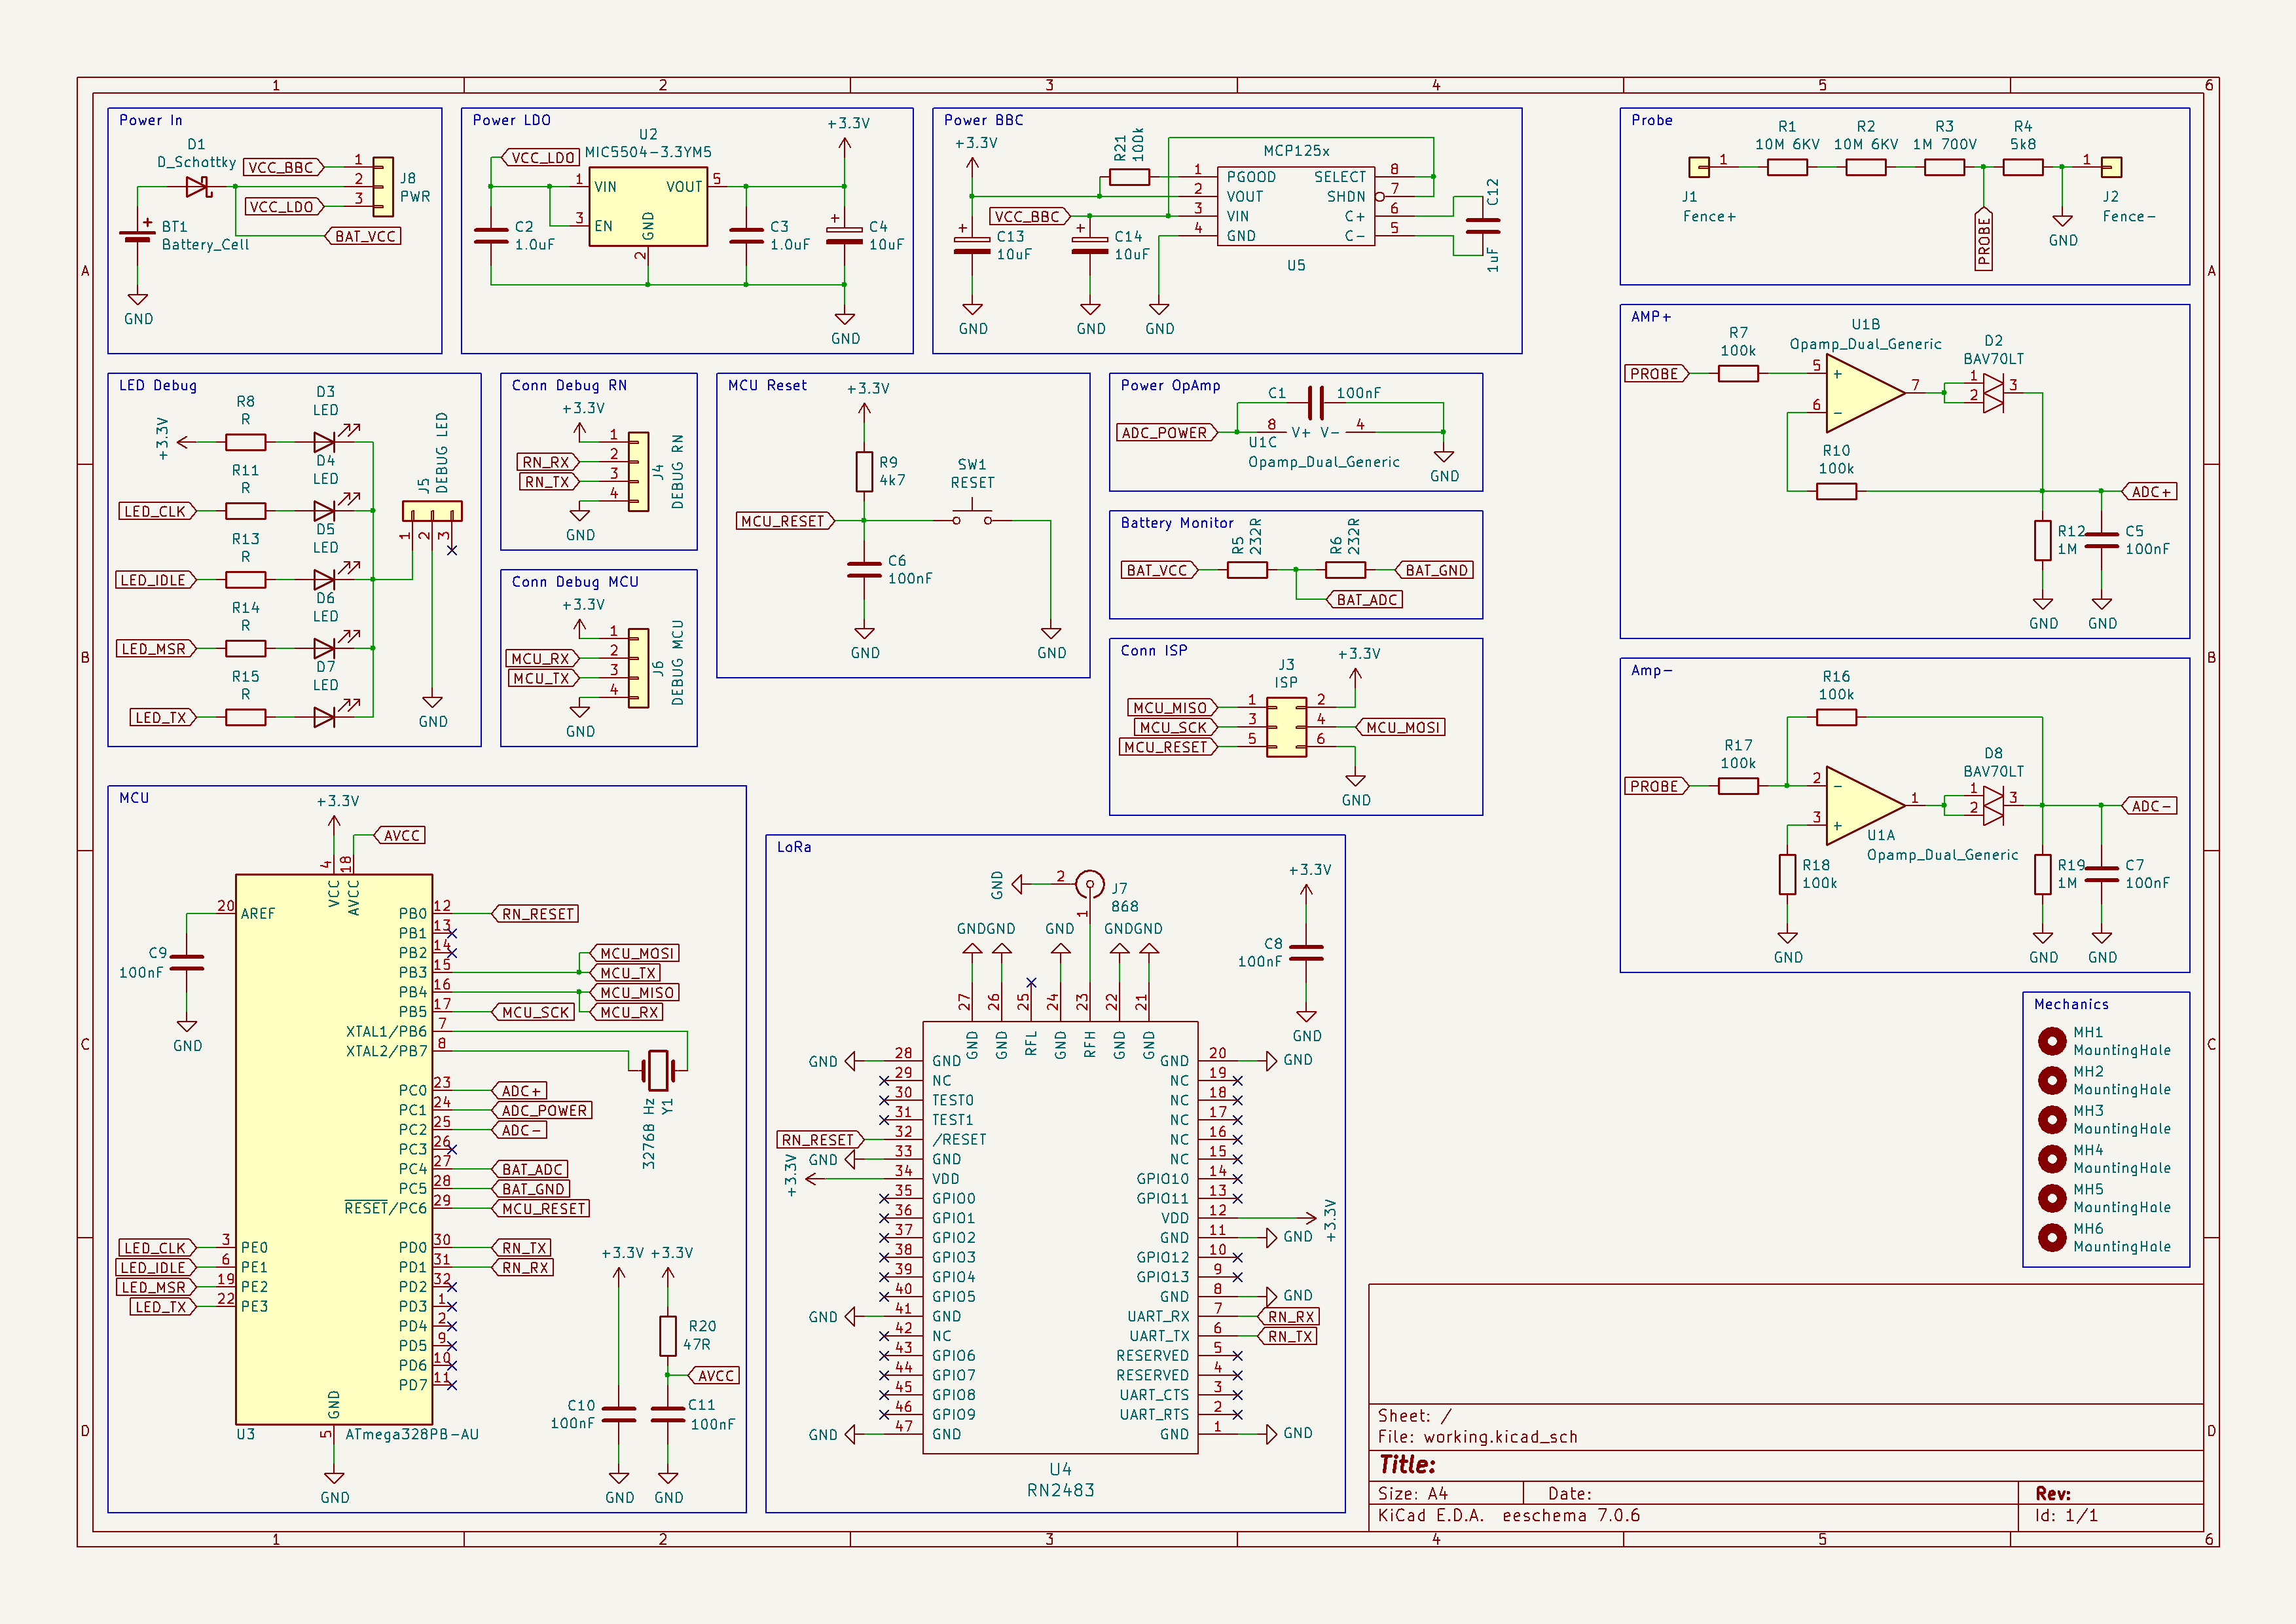 1
2
3
4
5
6
A
B
C
D
A
B
C
D
Power In
D1
D_Schottky
VCC_BBC
VCC_LDO
BAT_VCC
1
2
3
J8
PWR
BT1
Battery_Cell
+
GND
Power LDO
VCC_LDO
U2
MIC5504-3.3YM5
+3.3V
1
VIN
VOUT
5
3
EN
GND
2
C2
1.0uF
C3
1.0uF
+
C4
10uF
GND
Power BBC
+3.3V
R21
100k
MCP125x
1
PGOOD
SELECT
8
2
VOUT
SHDN
7
3
VIN
C+
6
4
GND
C-
5
VCC_BBC
+
C13
10uF
+
C14
10uF
C12
1uF
U5
GND
GND
GND
Probe
R1
10M 6KV
R2
10M 6KV
R3
1M 700V
R4
5k8
1
1
J1
Fence+
PROBE
J2
Fence-
GND
AMP+
R7
100k
PROBE
U1B
Opamp_Dual_Generic
5
+
6
−
7
D2
BAV70LT
1
2
3
R10
100k
ADC+
R12
1M
C5
100nF
GND
GND
LED Debug
+3.3V
R8
R
D3
LED
R11
R
D4
LED
LED_CLK
R13
R
D5
LED
LED_IDLE
R14
R
D6
LED
LED_MSR
R15
R
D7
LED
LED_TX
J5
DEBUG LED
1
2
3
GND
Conn Debug RN
+3.3V
RN_RX
RN_TX
1
2
3
4
J4
DEBUG RN
GND
Conn Debug MCU
+3.3V
MCU_RX
MCU_TX
1
2
3
4
J6
DEBUG MCU
GND
MCU Reset
+3.3V
R9
4k7
SW1
RESET
MCU_RESET
C6
100nF
GND
GND
Power OpAmp
C1
100nF
ADC_POWER
8
V+
V-
4
U1C
Opamp_Dual_Generic
GND
Battery Monitor
BAT_VCC
R5
232R
R6
232R
BAT_GND
BAT_ADC
Conn ISP
J3
ISP
+3.3V
MCU_MISO
1
2
MCU_SCK
3
4
MCU_MOSI
MCU_RESET
5
6
GND
Amp-
R16
100k
R17
100k
PROBE
2
−
3
+
1
U1A
Opamp_Dual_Generic
D8
BAV70LT
1
2
3
ADC-
R18
100k
R19
1M
C7
100nF
GND
GND
GND
MCU
+3.3V
AVCC
4
18
VCC
AVCC
20
AREF
C9
100nF
GND
PB0
12
RN_RESET
PB1
13
PB2
14
PB3
15
MCU_MOSI
MCU_TX
PB4
16
MCU_MISO
PB5
17
MCU_SCK
MCU_RX
XTAL1/PB6
7
XTAL2/PB7
8
32768 Hz
Y1
PC0
23
ADC+
PC1
24
ADC_POWER
PC2
25
ADC-
PC3
26
PC4
27
BAT_ADC
PC5
28
BAT_GND
RESET/PC6
29
MCU_RESET
LED_CLK
3
PE0
PD0
30
RN_TX
LED_IDLE
6
PE1
PD1
31
RN_RX
LED_MSR
19
PE2
PD2
32
LED_TX
22
PE3
PD3
1
PD4
2
PD5
9
PD6
10
PD7
11
GND
5
U3
ATmega328PB-AU
GND
+3.3V
+3.3V
R20
47R
AVCC
C10
100nF
C11
100nF
GND
GND
LoRa
GND
2
J7
868
1
GND
GND
GND
GND
GND
27
26
25
24
23
22
21
GND
GND
RFL
GND
RFH
GND
GND
+3.3V
C8
100nF
GND
GND
28
GND
29
NC
30
TEST0
31
TEST1
RN_RESET
32
/RESET
GND
33
GND
+3.3V
34
VDD
35
GPIO0
36
GPIO1
37
GPIO2
38
GPIO3
39
GPIO4
40
GPIO5
GND
41
GND
42
NC
43
GPIO6
44
GPIO7
45
GPIO8
46
GPIO9
GND
47
GND
GND
20
GND
NC
19
NC
18
NC
17
NC
16
NC
15
GPIO10
14
GPIO11
13
VDD
12
+3.3V
GND
11
GND
GPIO12
10
GPIO13
9
GND
8
GND
UART_RX
7
RN_RX
UART_TX
6
RN_TX
RESERVED
5
RESERVED
4
UART_CTS
3
UART_RTS
2
GND
1
GND
U4
RN2483
Mechanics
MH1
MountingHole
MH2
MountingHole
MH3
MountingHole
MH4
MountingHole
MH5
MountingHole
MH6
MountingHole
Sheet: /
File: working.kicad_sch
Title:
Size: A4
Date:
Rev:
KiCad E.D.A. eeschema 7.0.6
Id: 1/1
1
2
3
4
5
6